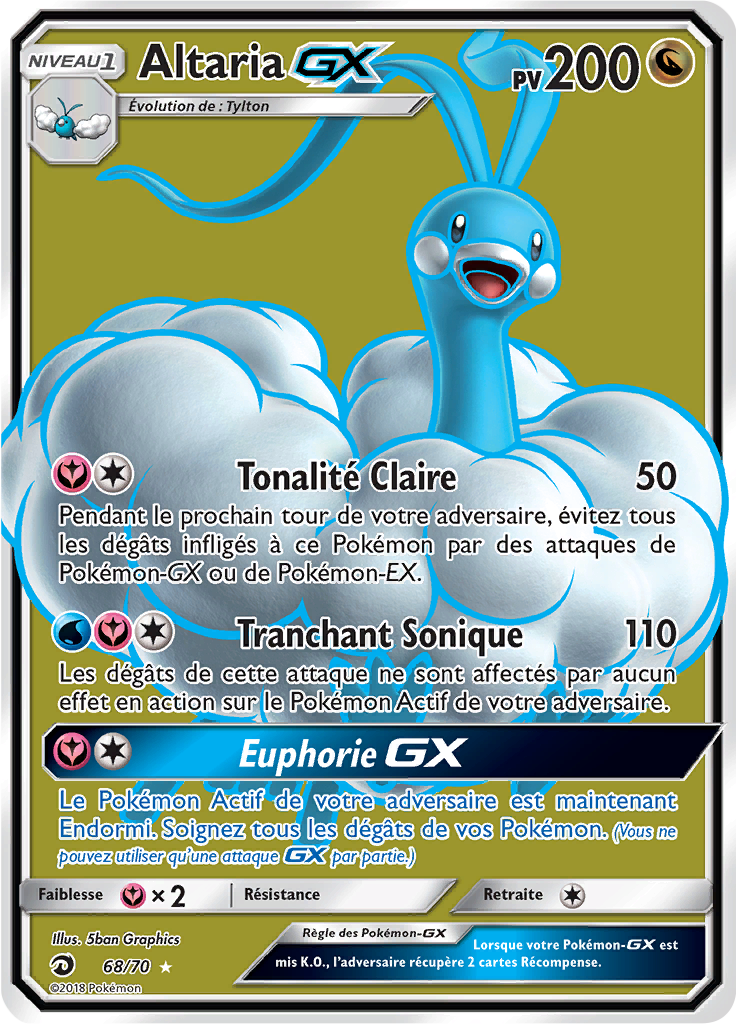 NIVEAU 1
Altaria GX
PV 200
Évolution de : Tylton
Tonalité Claire 50
Pendant le prochain tour de votre adversaire, évitez tous
les dégâts infligés à ce Pokémon par des attaques de
Pokémon-GX ou de Pokémon-EX.
Tranchant Sonique 110
Les dégâts de cette attaque ne sont affectés par aucun
effet en action sur le Pokémon Actif de votre adversaire.
Euphorie GX
Le Pokémon Actif de votre adversaire est maintenant
Endormi. Soignez tous les dégâts de vos Pokémon. (Vous ne
pouvez utiliser qu'une attaque GX par partie.)
Faiblesse × 2 Résistance Retraite
Illus. 5ban Graphics
68/70
©2018 Pokémon
Règle des Pokémon-GX
Lorsque votre Pokémon-GX est
mis K.O., l'adversaire récupère 2 cartes Récompense.